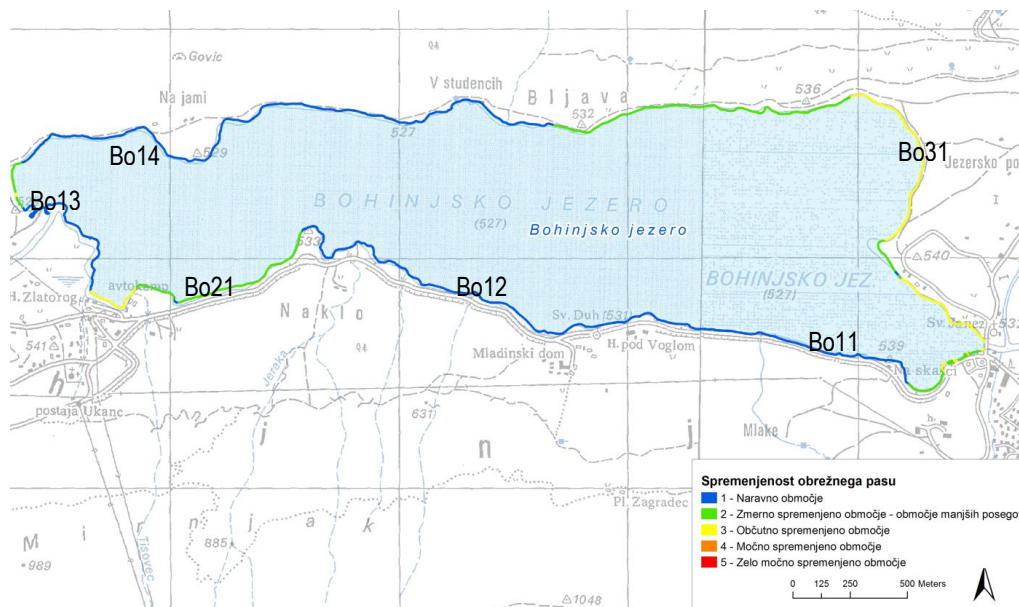 Govic
V studencih
Na jami
Bljava
532
536
527
529
Bo14
Bo31
Jezersko po
Bo13
BOHINJSKO JEZERO
(527)
Bohinjsko jezero
533
540
BOHINJSKO JEZ
(527)
avtokamp
Bo21
Bo12
H. Zlatorog
Naklo
Sv. Duh (531)
Sv. Janez
541
Mladinski dom
H. pod Voglom
Bo11
539
Na skalci
Jeraka
postaja Ukanc
631
Mlake
h
j
n
j
Pl. Zagradec
M i r n j a k
Tisovec
885
989
1048
Spremenjenost obrežnega pasu
1 - Naravno območje
2 - Zmerno spremenjeno območje - območje manjših posego
3 - Občutno spremenjeno območje
4 - Močno spremenjeno območje
5 - Zelo močno spremenjeno območje
0 125 250 500 Meters